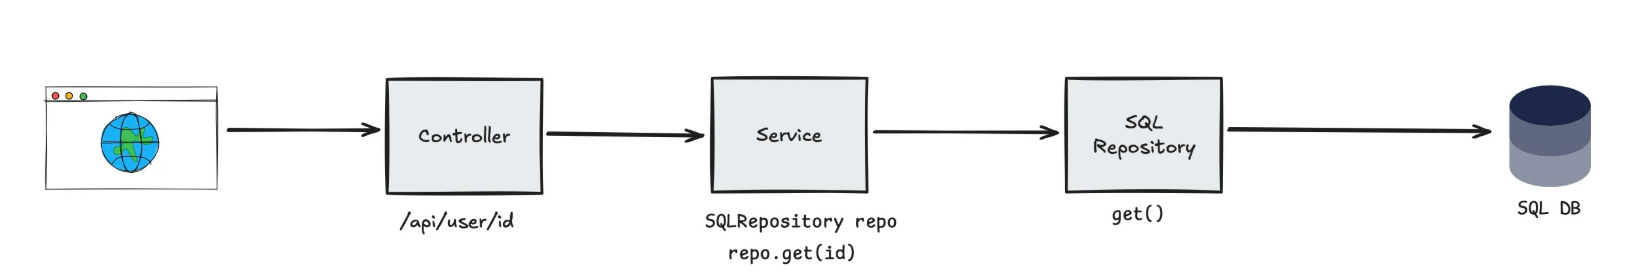 Controller
/api/user/id
Service
SQLRepository repo
repo.get(id)
SQL
Repository
get()
SQL DB